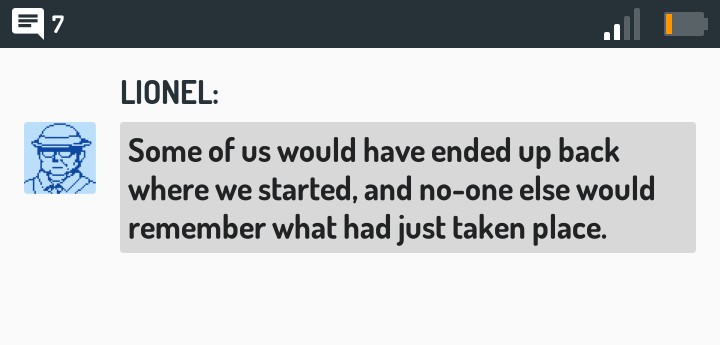 7
LIONEL:
Some of us would have ended up back
where we started, and no-one else would
remember what had just taken place.